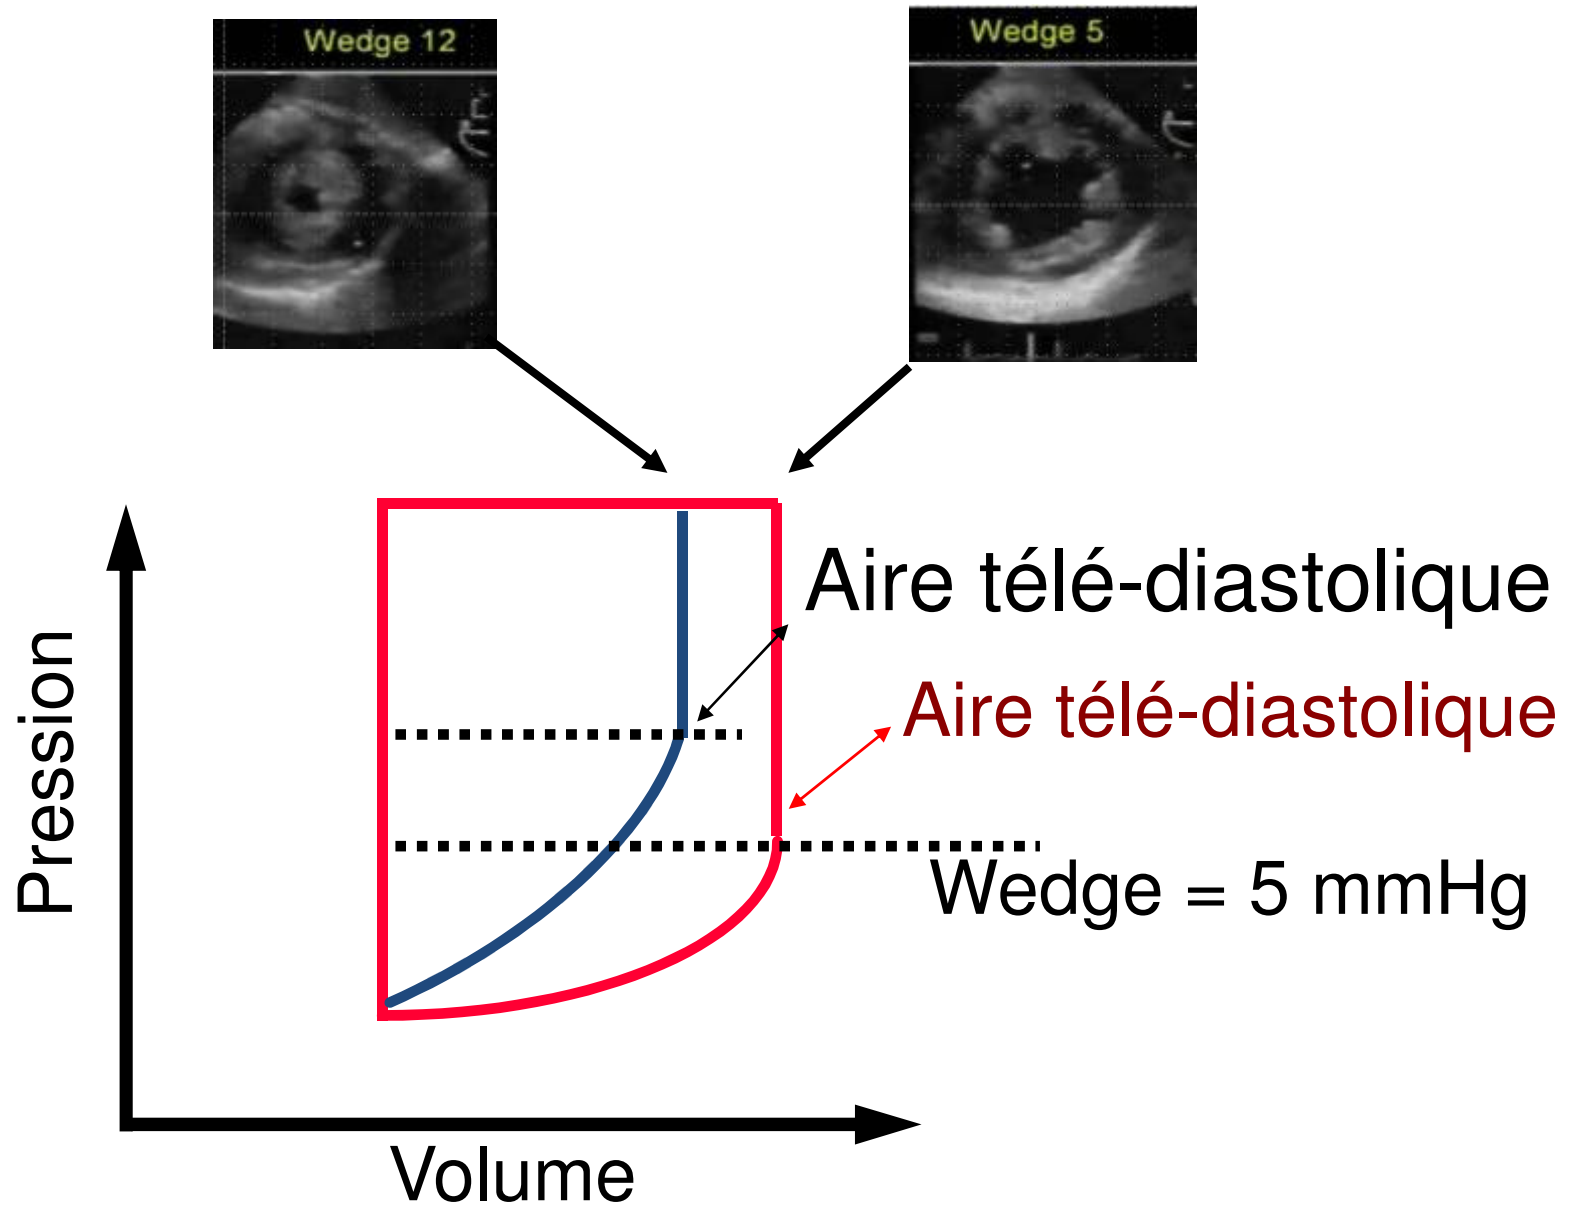 Wedge 12
Wedge 5
Aire télé-diastolique
Aire télé-diastolique
Pression
Wedge = 5 mmHg
Volume